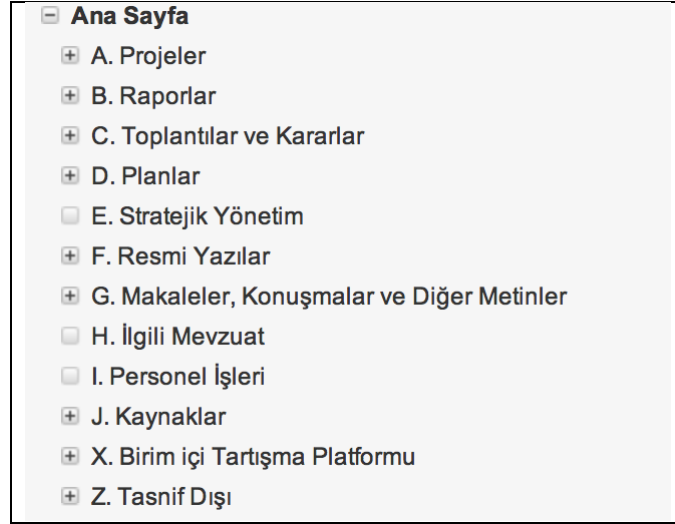 Ana Sayfa
A. Projeler
B. Raporlar
C. Toplantılar ve Kararlar
D. Planlar
E. Stratejik Yönetim
F. Resmi Yazılar
G. Makaleler, Konuşmalar ve Diğer Metinler
H. İlgili Mevzuat
I. Personel İşleri
J. Kaynaklar
X. Birim içi Tartışma Platformu
Z. Tasnif Dışı